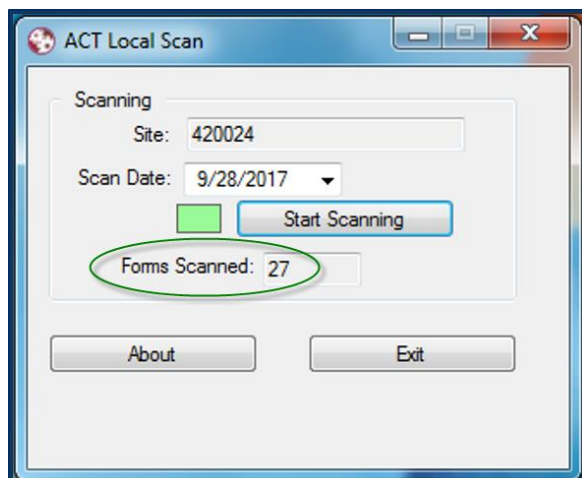 ACT Local Scan
Scanning
Site: 420024
Scan Date: 9/28/2017
Start Scanning
Forms Scanned: 27
About Exit